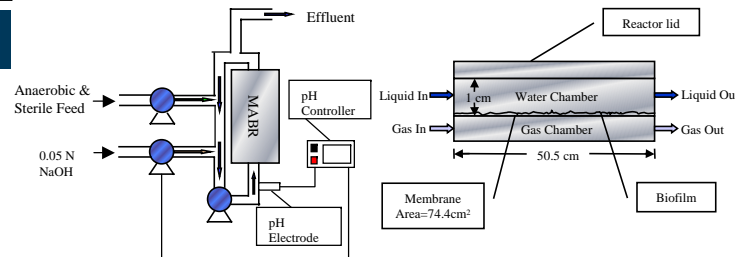 Effluent
Anaerobic &
Sterile Feed
0.05 N
NaOH
MABR
pH
Controller
pH
Electrode
Reactor lid
Liquid In
1 cm
Water Chamber
Liquid Ou
Gas In
Gas Chamber
Gas Out
50.5 cm
Membrane
Area=74.4cm²
Biofilm